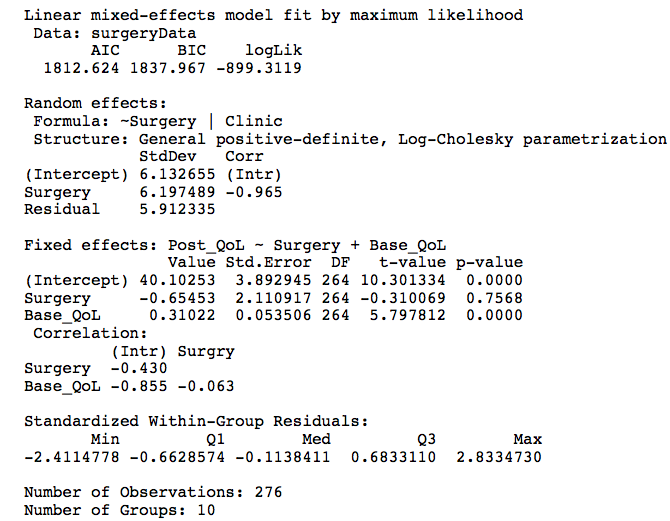 Linear mixed-effects model fit by maximum likelihood
Data: surgeryData
AIC BIC logLik
1812.624 1837.967 -899.3119
Random effects:
Formula: ~Surgery | Clinic
Structure: General positive-definite, Log-Cholesky parametrization
StdDev Corr
(Intercept) 6.132655 (Intr)
Surgery 6.197489 -0.965
Residual 5.912335
Fixed effects: Post_QoL ~ Surgery + Base_QoL
Value Std.Error DF t-value p-value
(Intercept) 40.10253 3.892945 264 10.301334 0.0000
Surgery -0.65453 2.110917 264 -0.310069 0.7568
Base_QoL 0.31022 0.053506 264 5.797812 0.0000
Correlation:
(Intr) Surgry
Surgery -0.430
Base_QoL -0.855 -0.063
Standardized Within-Group Residuals:
Min Q1 Med Q3 Max
-2.4114778 -0.6628574 -0.1138411 0.6833110 2.8334730
Number of Observations: 276
Number of Groups: 10